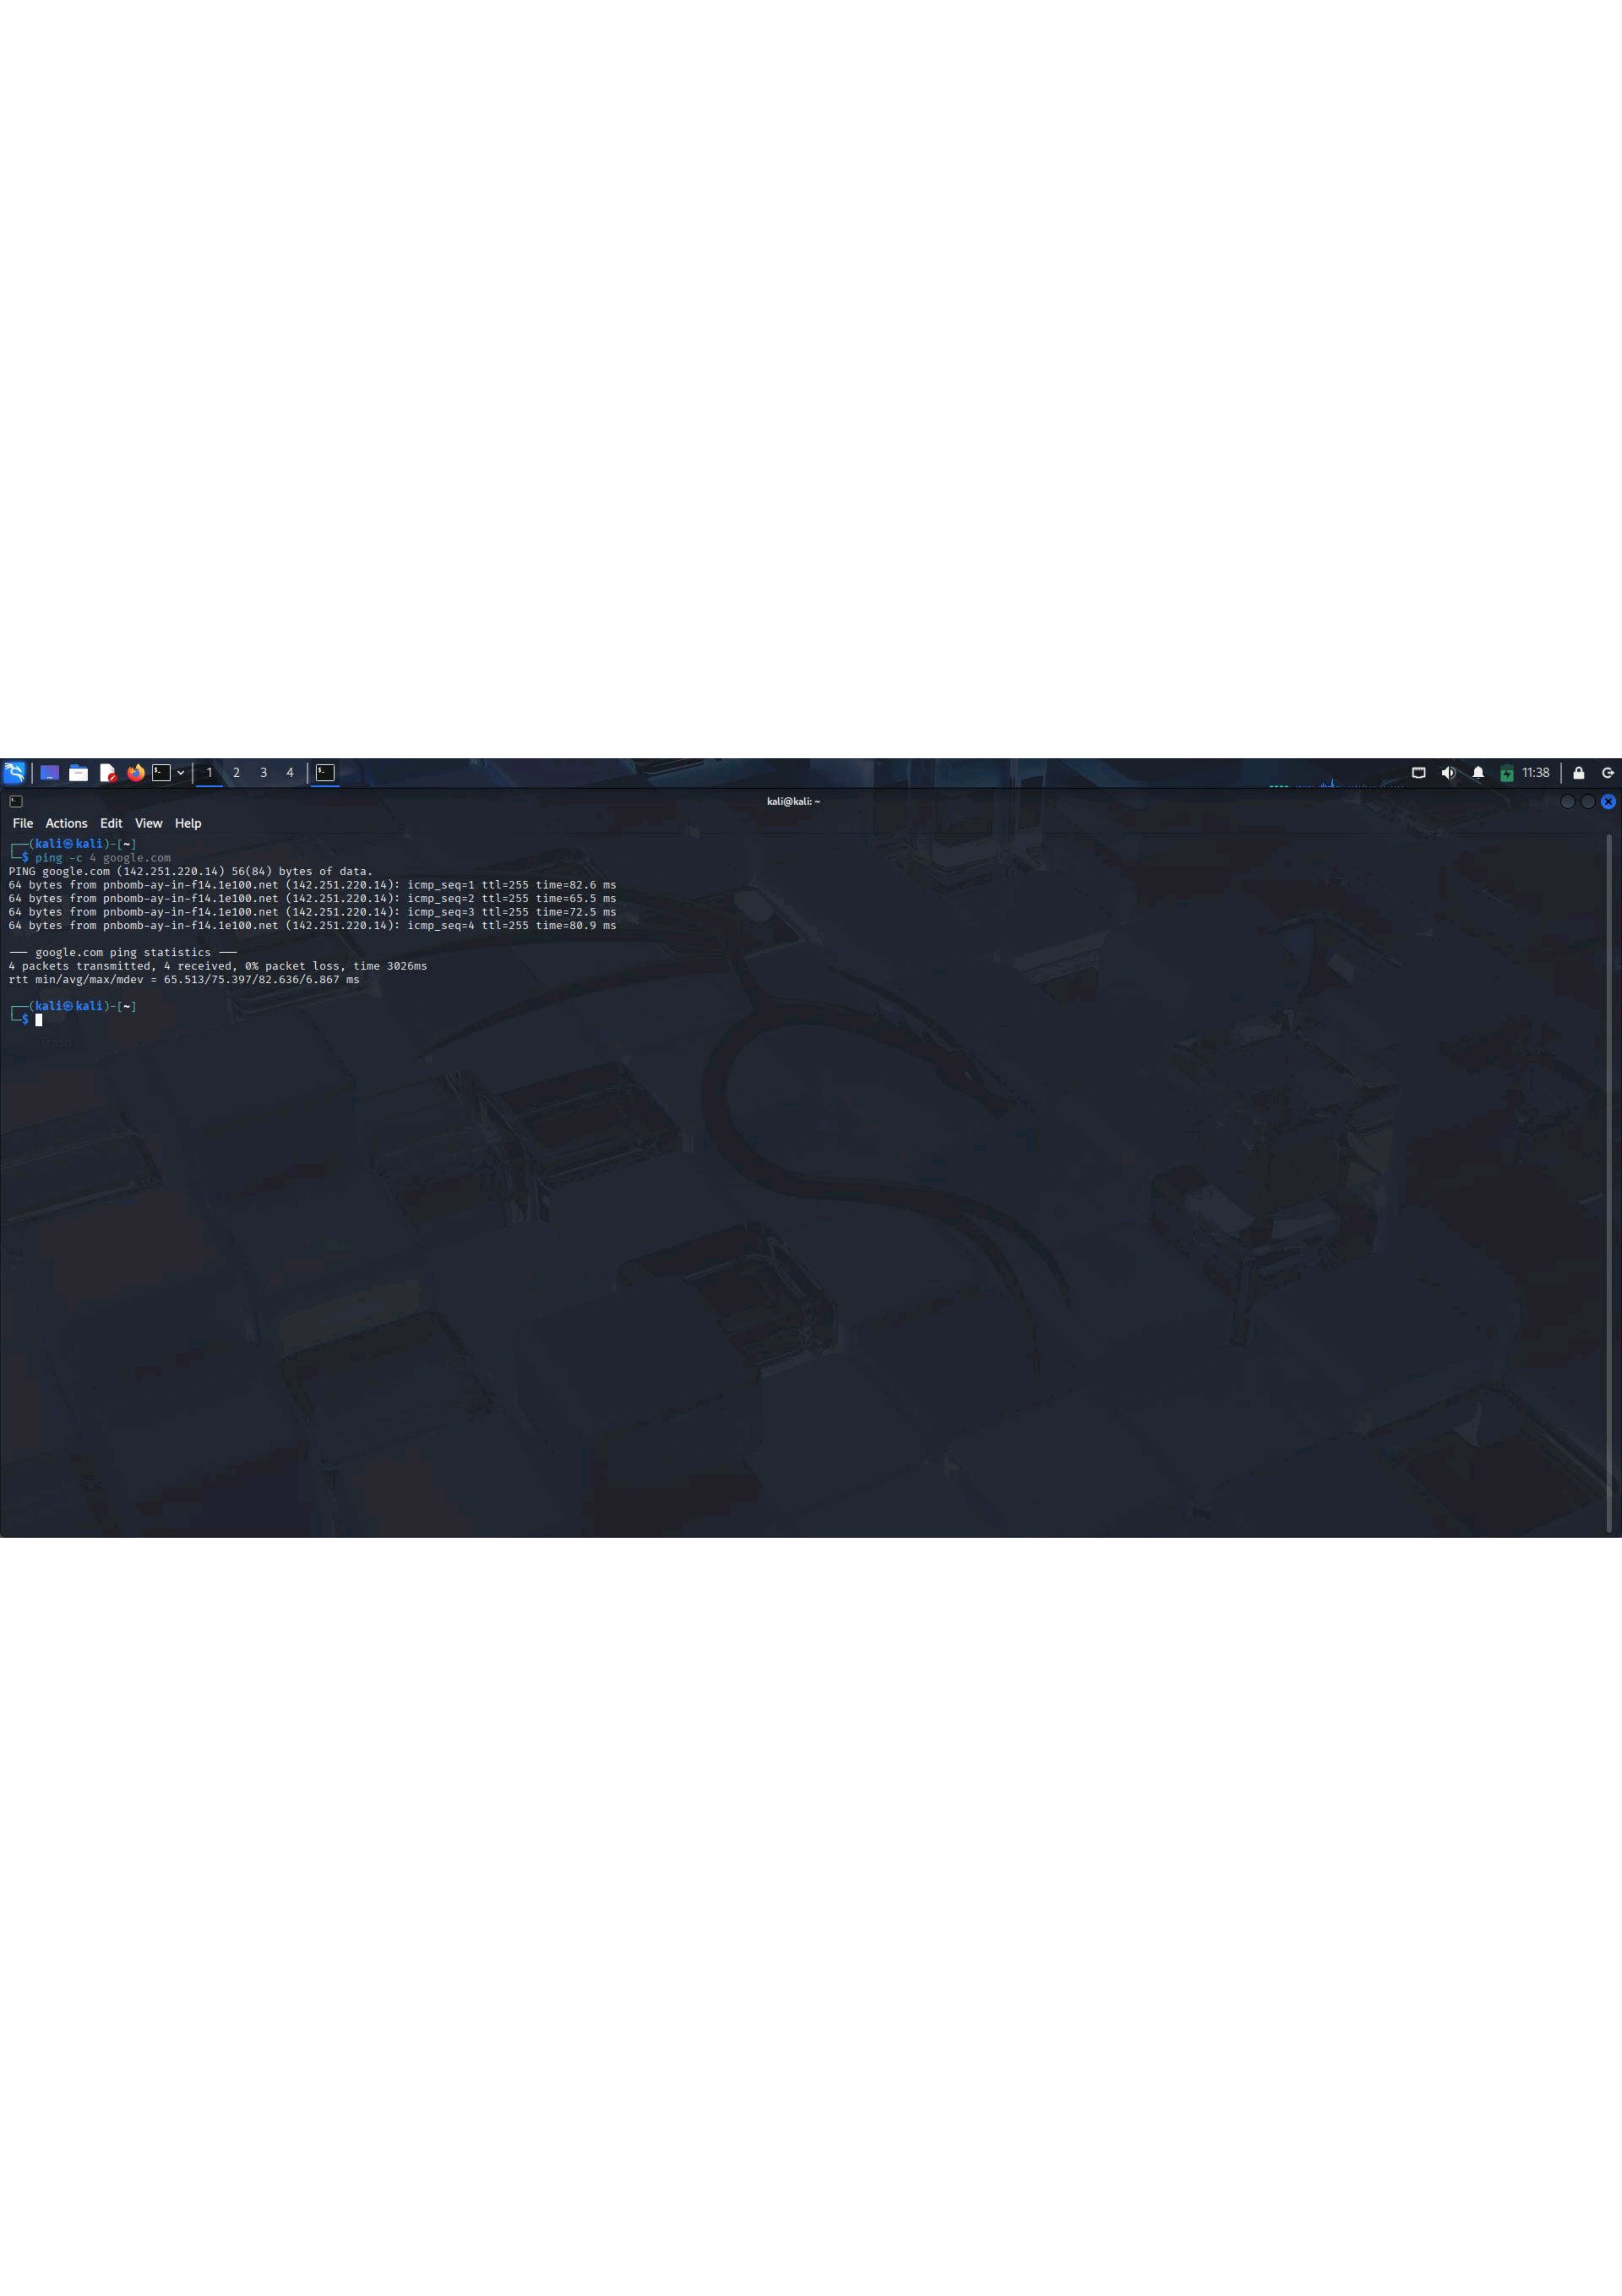 1 2 3 4 11:38
kali@kali: ~
File Actions Edit View Help
┌──(kali㉿kali)-[~]
└─$ ping -c 4 google.com
PING google.com (142.251.220.14) 56(84) bytes of data.
64 bytes from pnbomb-ay-in-f14.1e100.net (142.251.220.14): icmp_seq=1 ttl=255 time=82.6 ms
64 bytes from pnbomb-ay-in-f14.1e100.net (142.251.220.14): icmp_seq=2 ttl=255 time=65.5 ms
64 bytes from pnbomb-ay-in-f14.1e100.net (142.251.220.14): icmp_seq=3 ttl=255 time=72.5 ms
64 bytes from pnbomb-ay-in-f14.1e100.net (142.251.220.14): icmp_seq=4 ttl=255 time=80.9 ms
─── google.com ping statistics ───
4 packets transmitted, 4 received, 0% packet loss, time 3026ms
rtt min/avg/max/mdev = 65.513/75.397/82.636/6.867 ms
┌──(kali㉿kali)-[~]
└─$